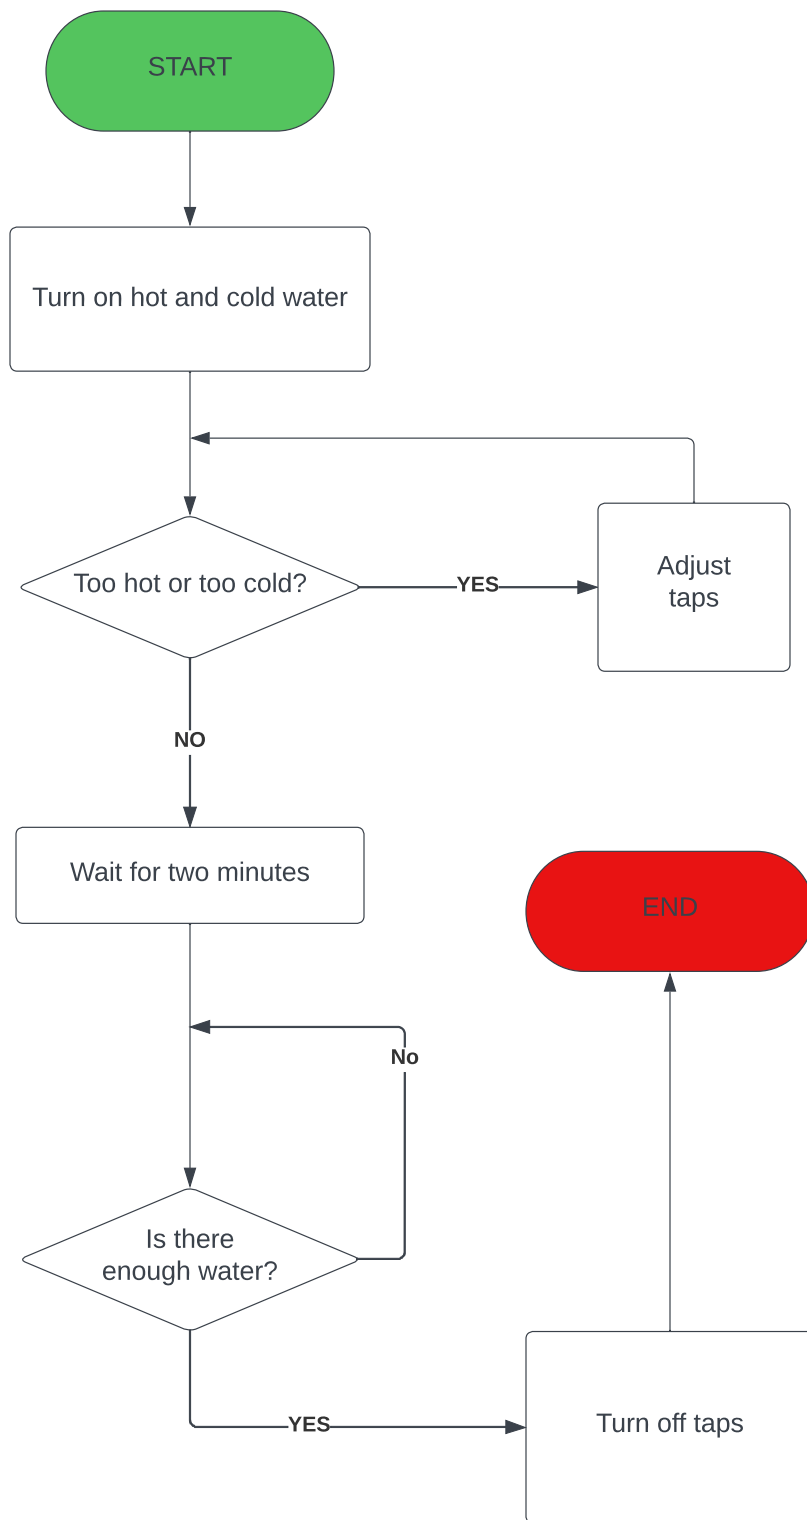 START
Turn on hot and cold water
Too hot or too cold?
YES
Adjust
taps
NO
Wait for two minutes
END
No
Is there
enough water?
YES
Turn off taps